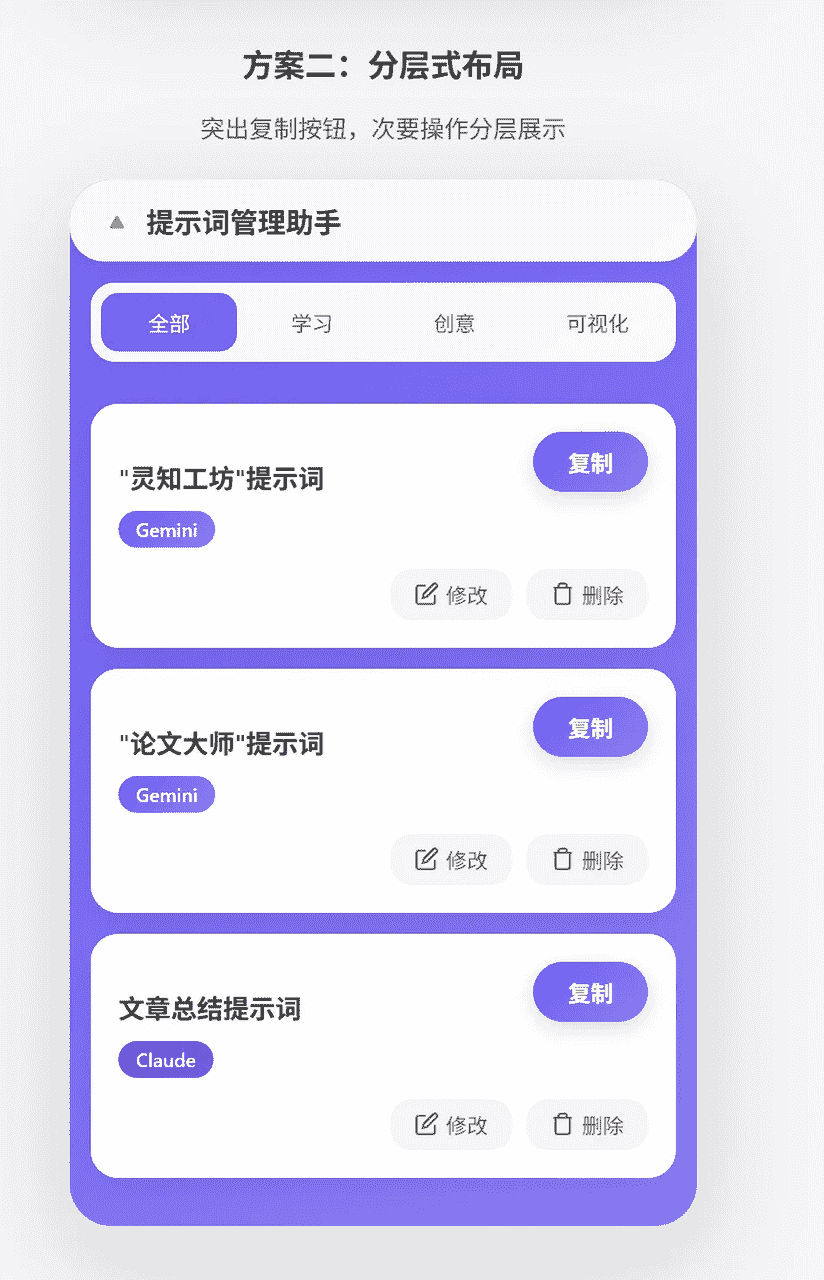 方案二：分层式布局
突出复制按钮，次要操作分层展示
提示词管理助手
全部 学习 创意 可视化
"灵知工坊"提示词 复制
Gemini
修改 删除
"论文大师"提示词 复制
Gemini
修改 删除
文章总结提示词 复制
Claude
修改 删除